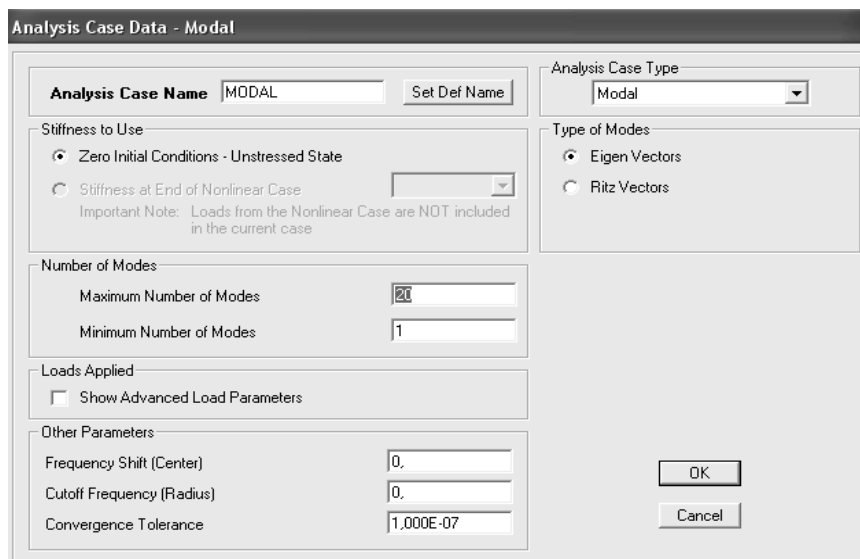 Analysis Case Data - Modal
Analysis Case Name MODAL Set Def Name
Analysis Case Type
Modal
Stiffness to Use
Zero Initial Conditions - Unstressed State
Stiffness at End of Nonlinear Case
Important Note: Loads from the Nonlinear Case are NOT included
in the current case
Type of Modes
Eigen Vectors
Ritz Vectors
Number of Modes
Maximum Number of Modes 20
Minimum Number of Modes 1
Loads Applied
Show Advanced Load Parameters
Other Parameters
Frequency Shift (Center) 0,
Cutoff Frequency (Radius) 0,
Convergence Tolerance 1,000E-07
OK
Cancel